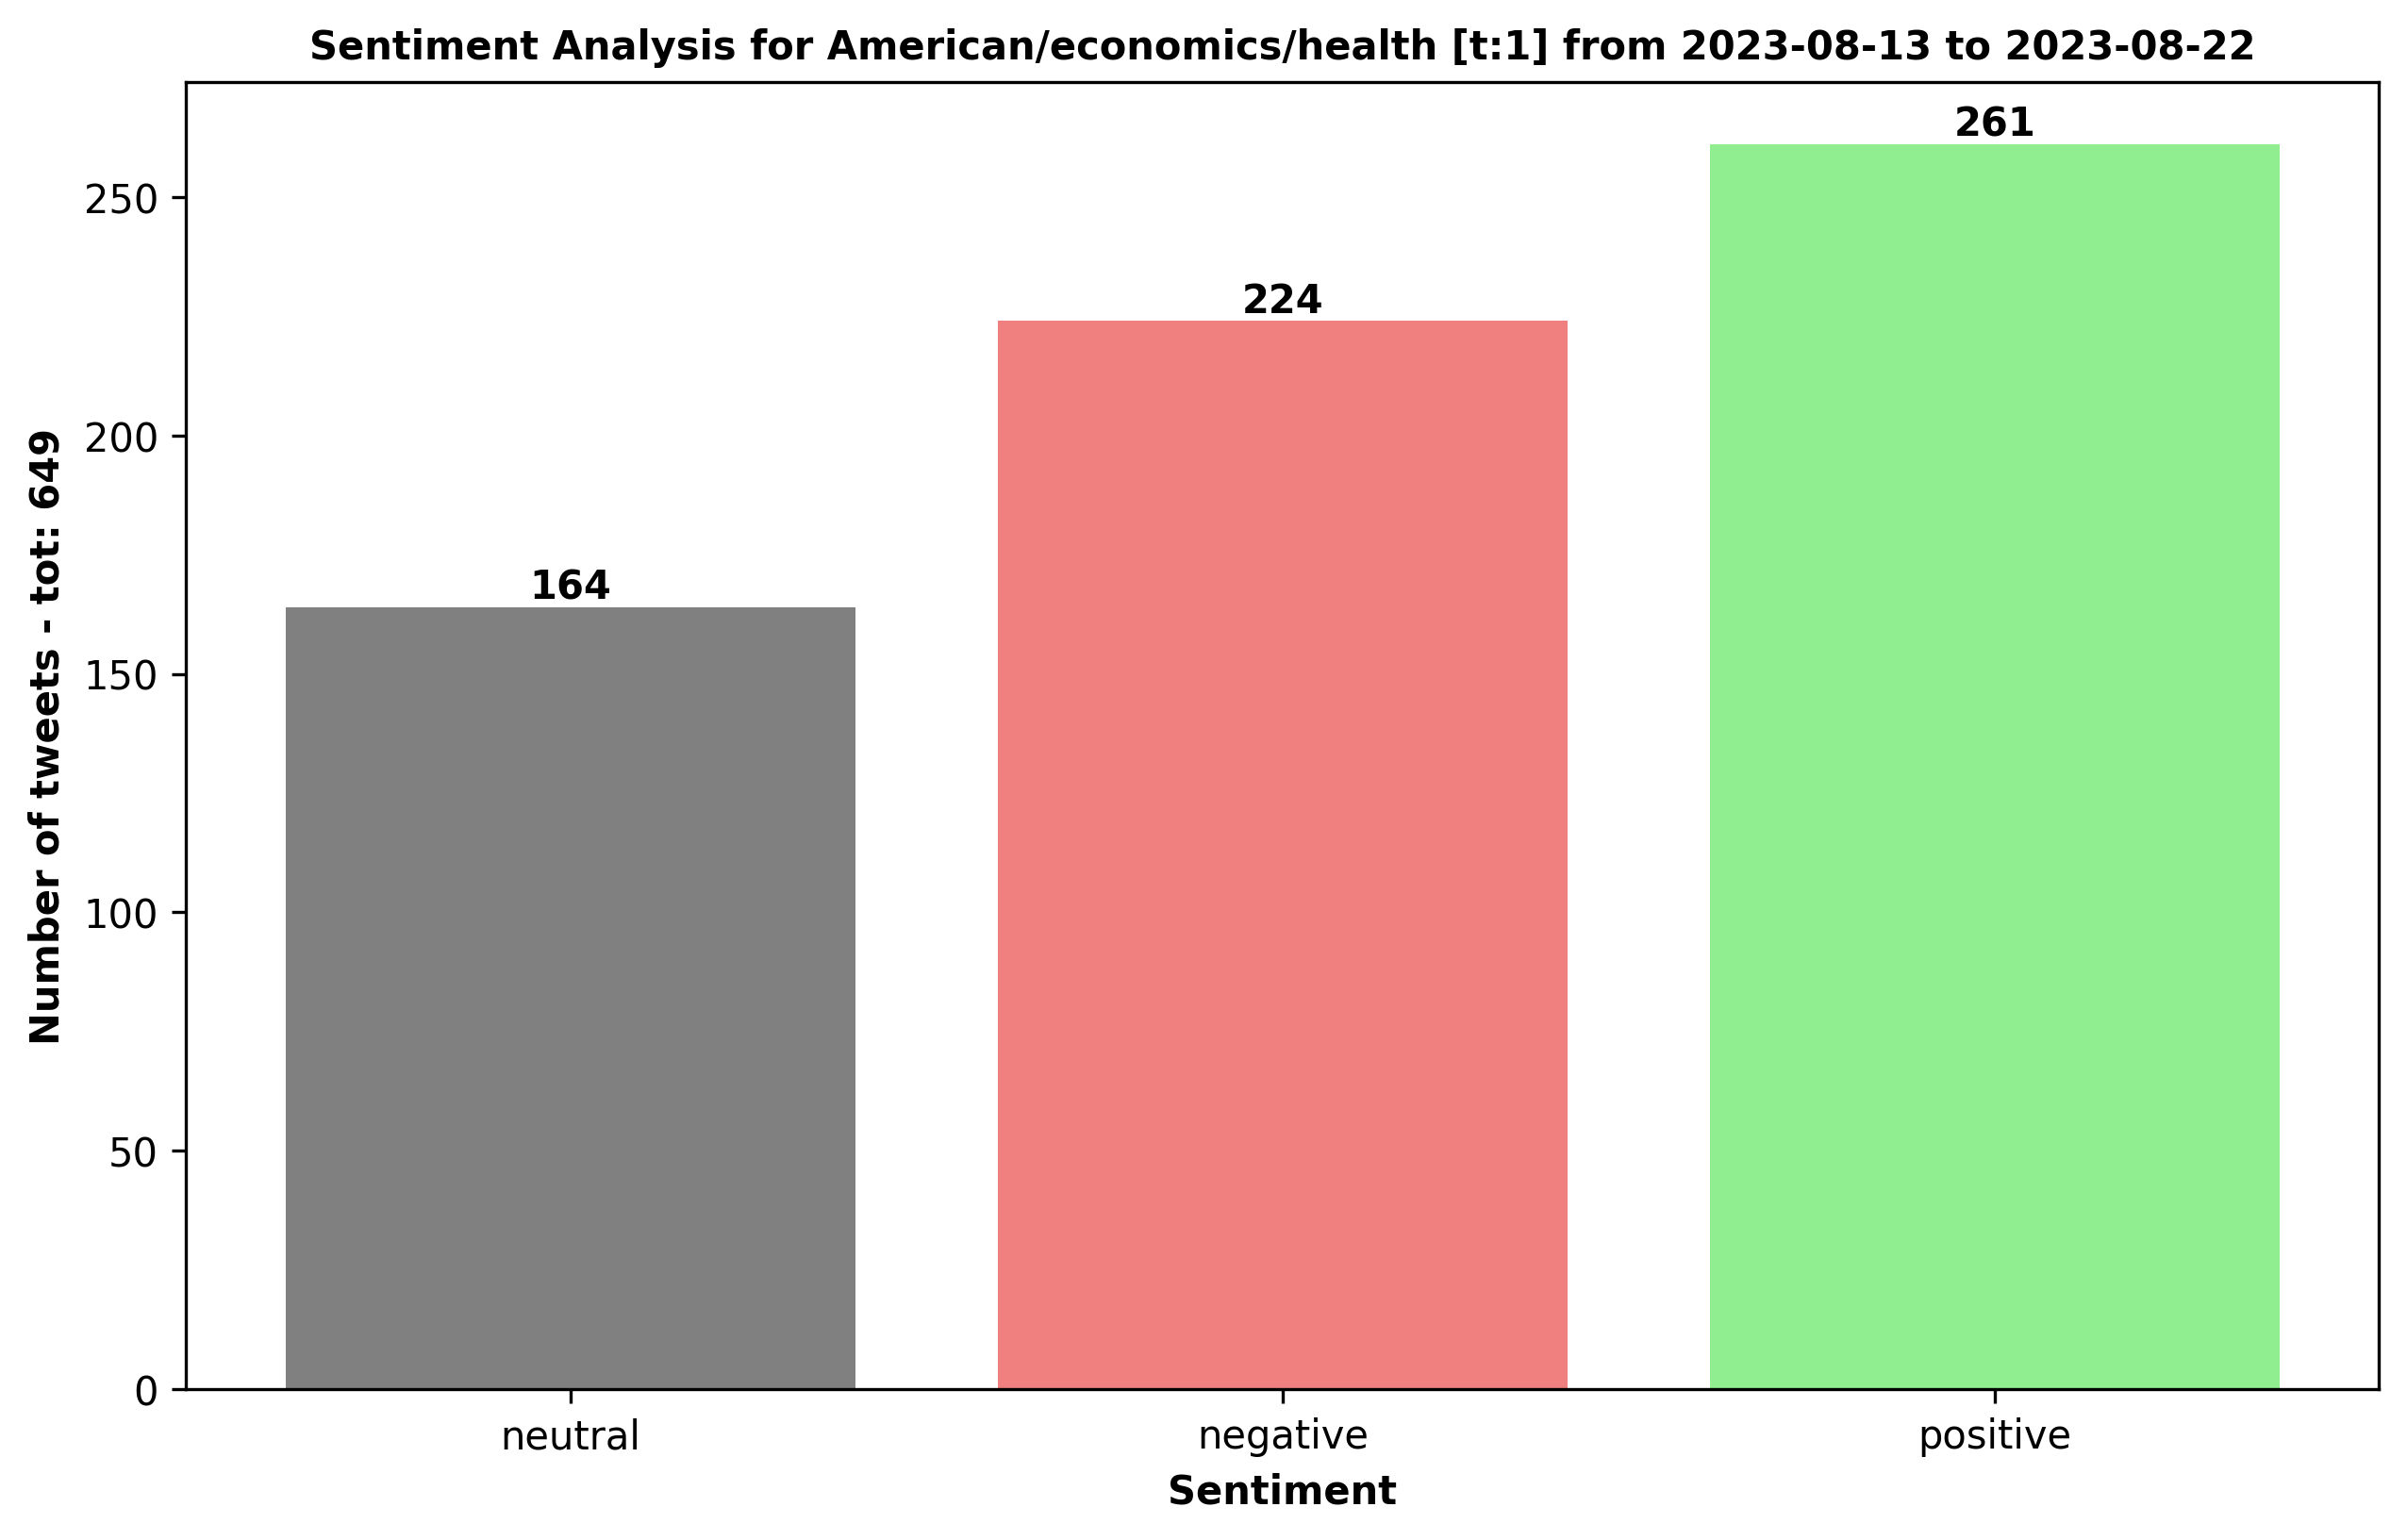 Sentiment Analysis for American/economics/health [t:1] from 2023-08-13 to 2023-08-22
Number of tweets - tot: 649
250
200
150
100
50
0
164
224
261
neutral
negative
positive
Sentiment